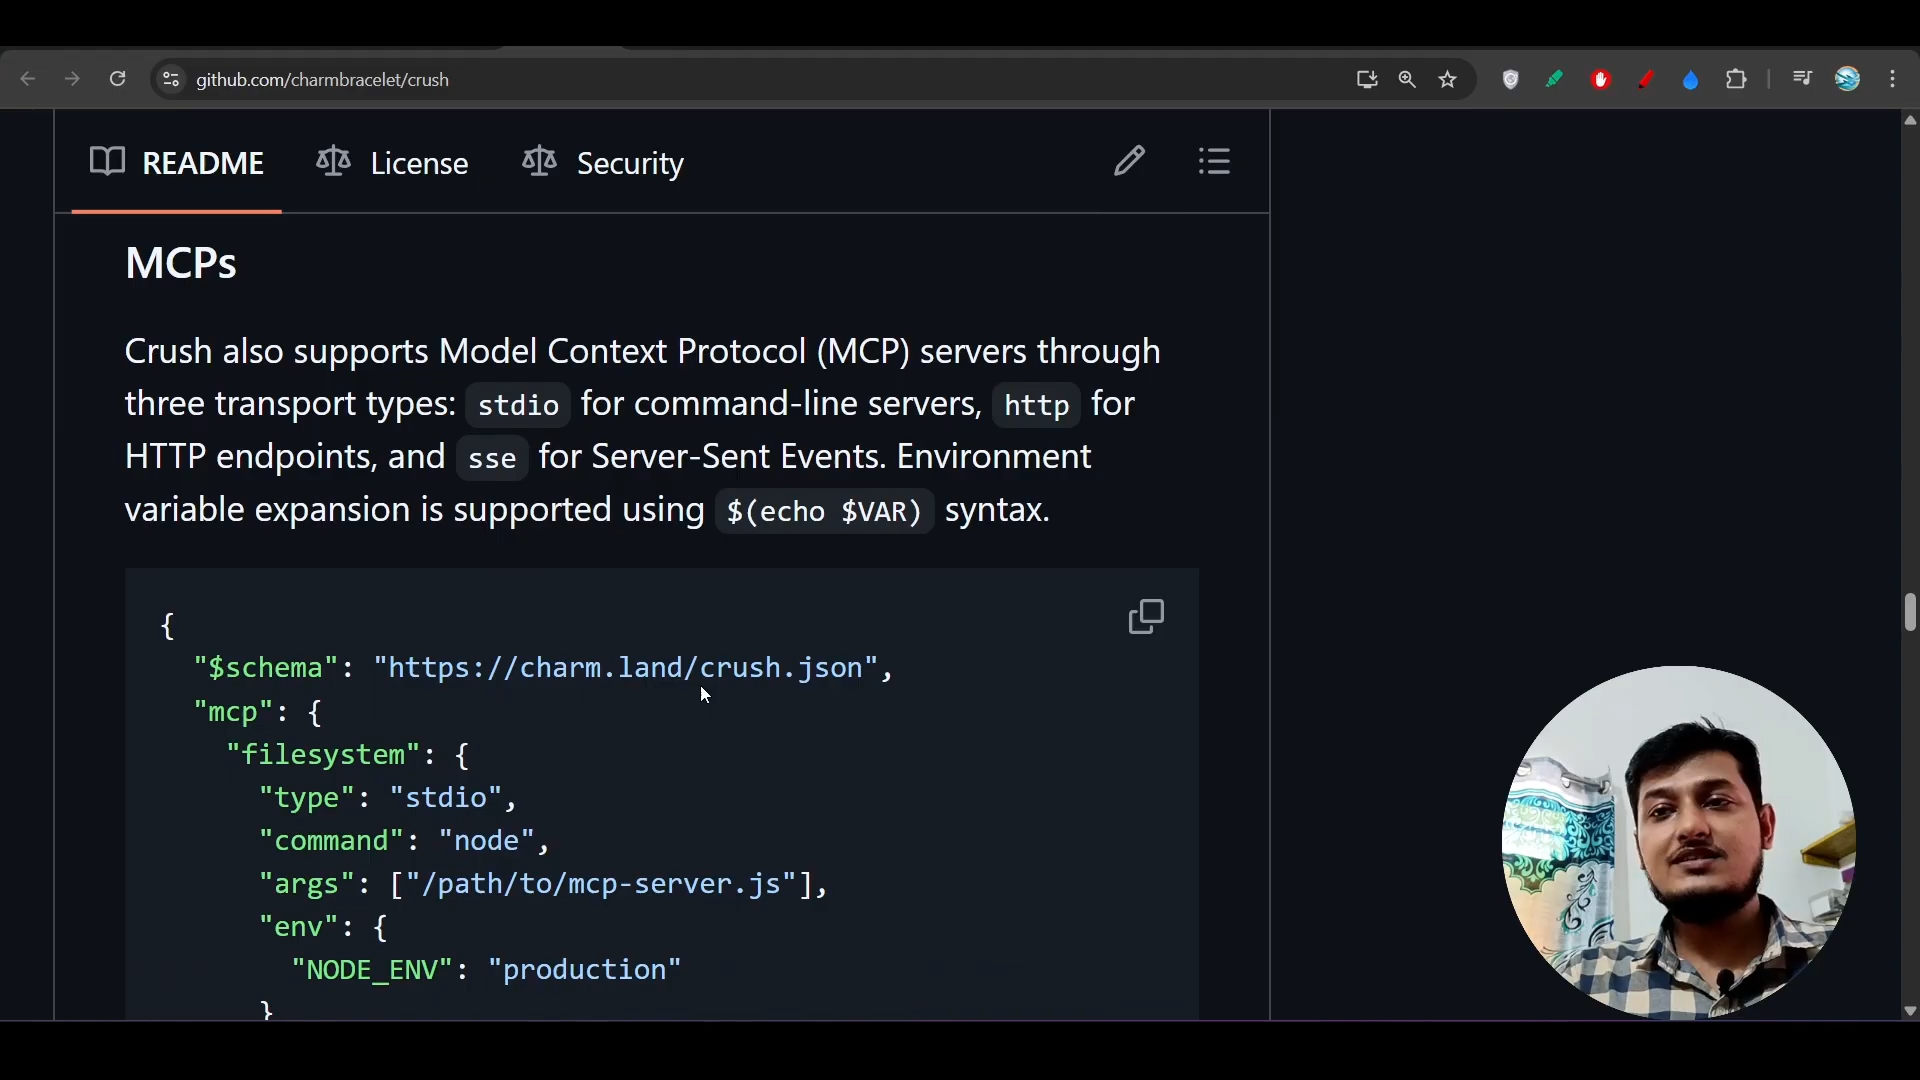 github.com/charmbracelet/crush
README License Security
MCPs
Crush also supports Model Context Protocol (MCP) servers through
three transport types: stdio for command-line servers, http for
HTTP endpoints, and sse for Server-Sent Events. Environment
variable expansion is supported using $(echo $VAR) syntax.
{
"$schema": "https://charm.land/crush.json",
"mcp": {
"filesystem": {
"type": "stdio",
"command": "node",
"args": ["/path/to/mcp-server.js"],
"env": {
"NODE_ENV": "production"
}